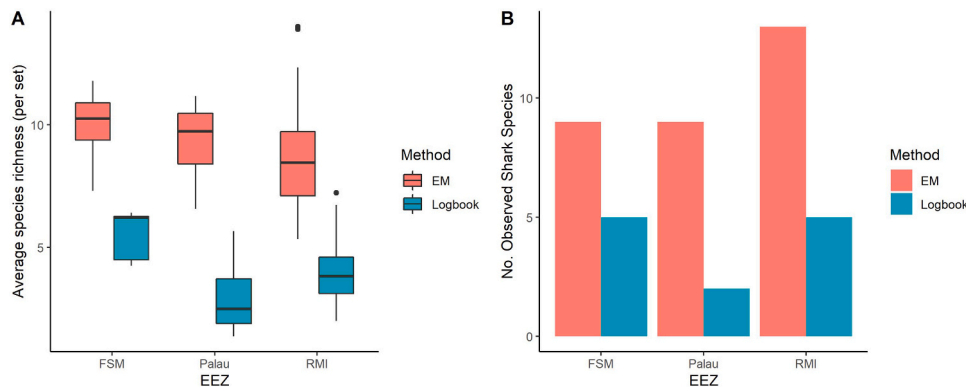 A
Average species richness (per set)
10
5
FSM
Palau
RMI
EEZ
Method
EM
Logbook
B
No. Observed Shark Species
10
5
0
FSM
Palau
RMI
EEZ
Method
EM
Logbook